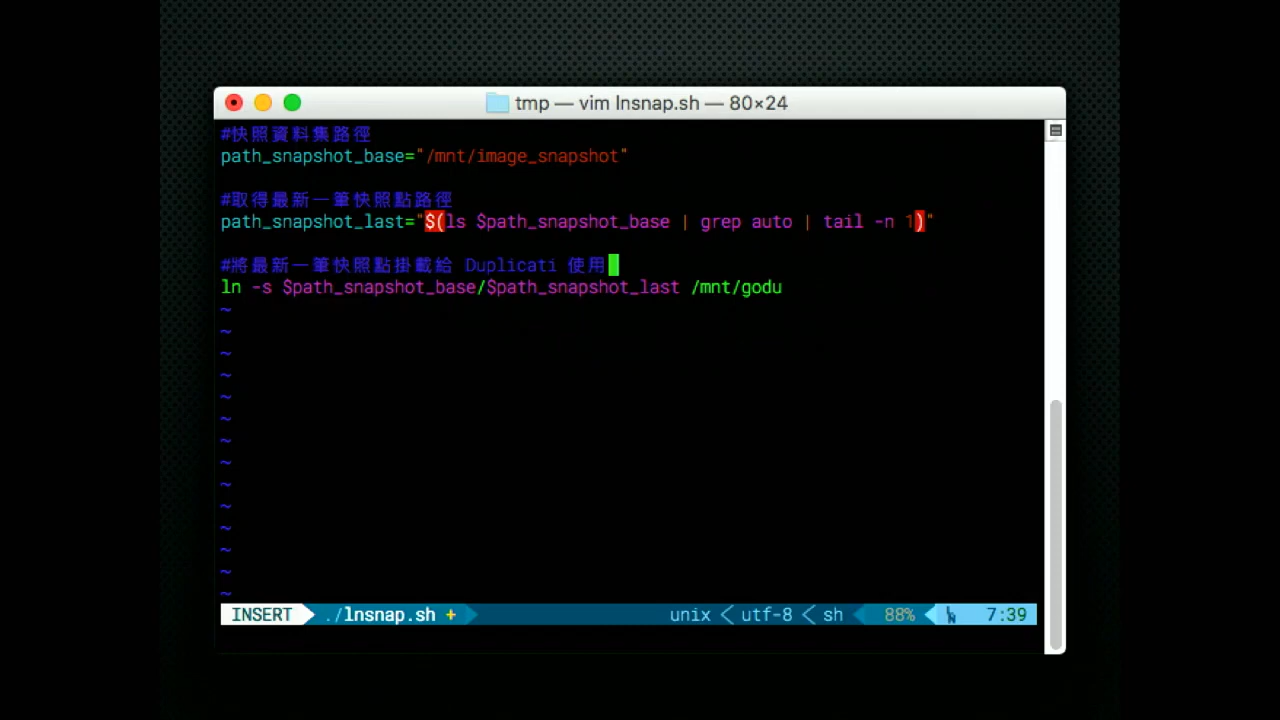 tmp — vim lnsnap.sh — 80×24
#快照資料集路徑
path_snapshot_base="/mnt/image_snapshot"
#取得最新一筆快照點路徑
path_snapshot_last="$(ls $path_snapshot_base | grep auto | tail -n 1)"
#將最新一筆快照點掛載給 Duplicati 使用
ln -s $path_snapshot_base/$path_snapshot_last /mnt/godu
~
~
~
~
~
~
~
~
~
~
~
~
~
~
INSERT ./lnsnap.sh + unix < utf-8 < sh 88% LN 7:39